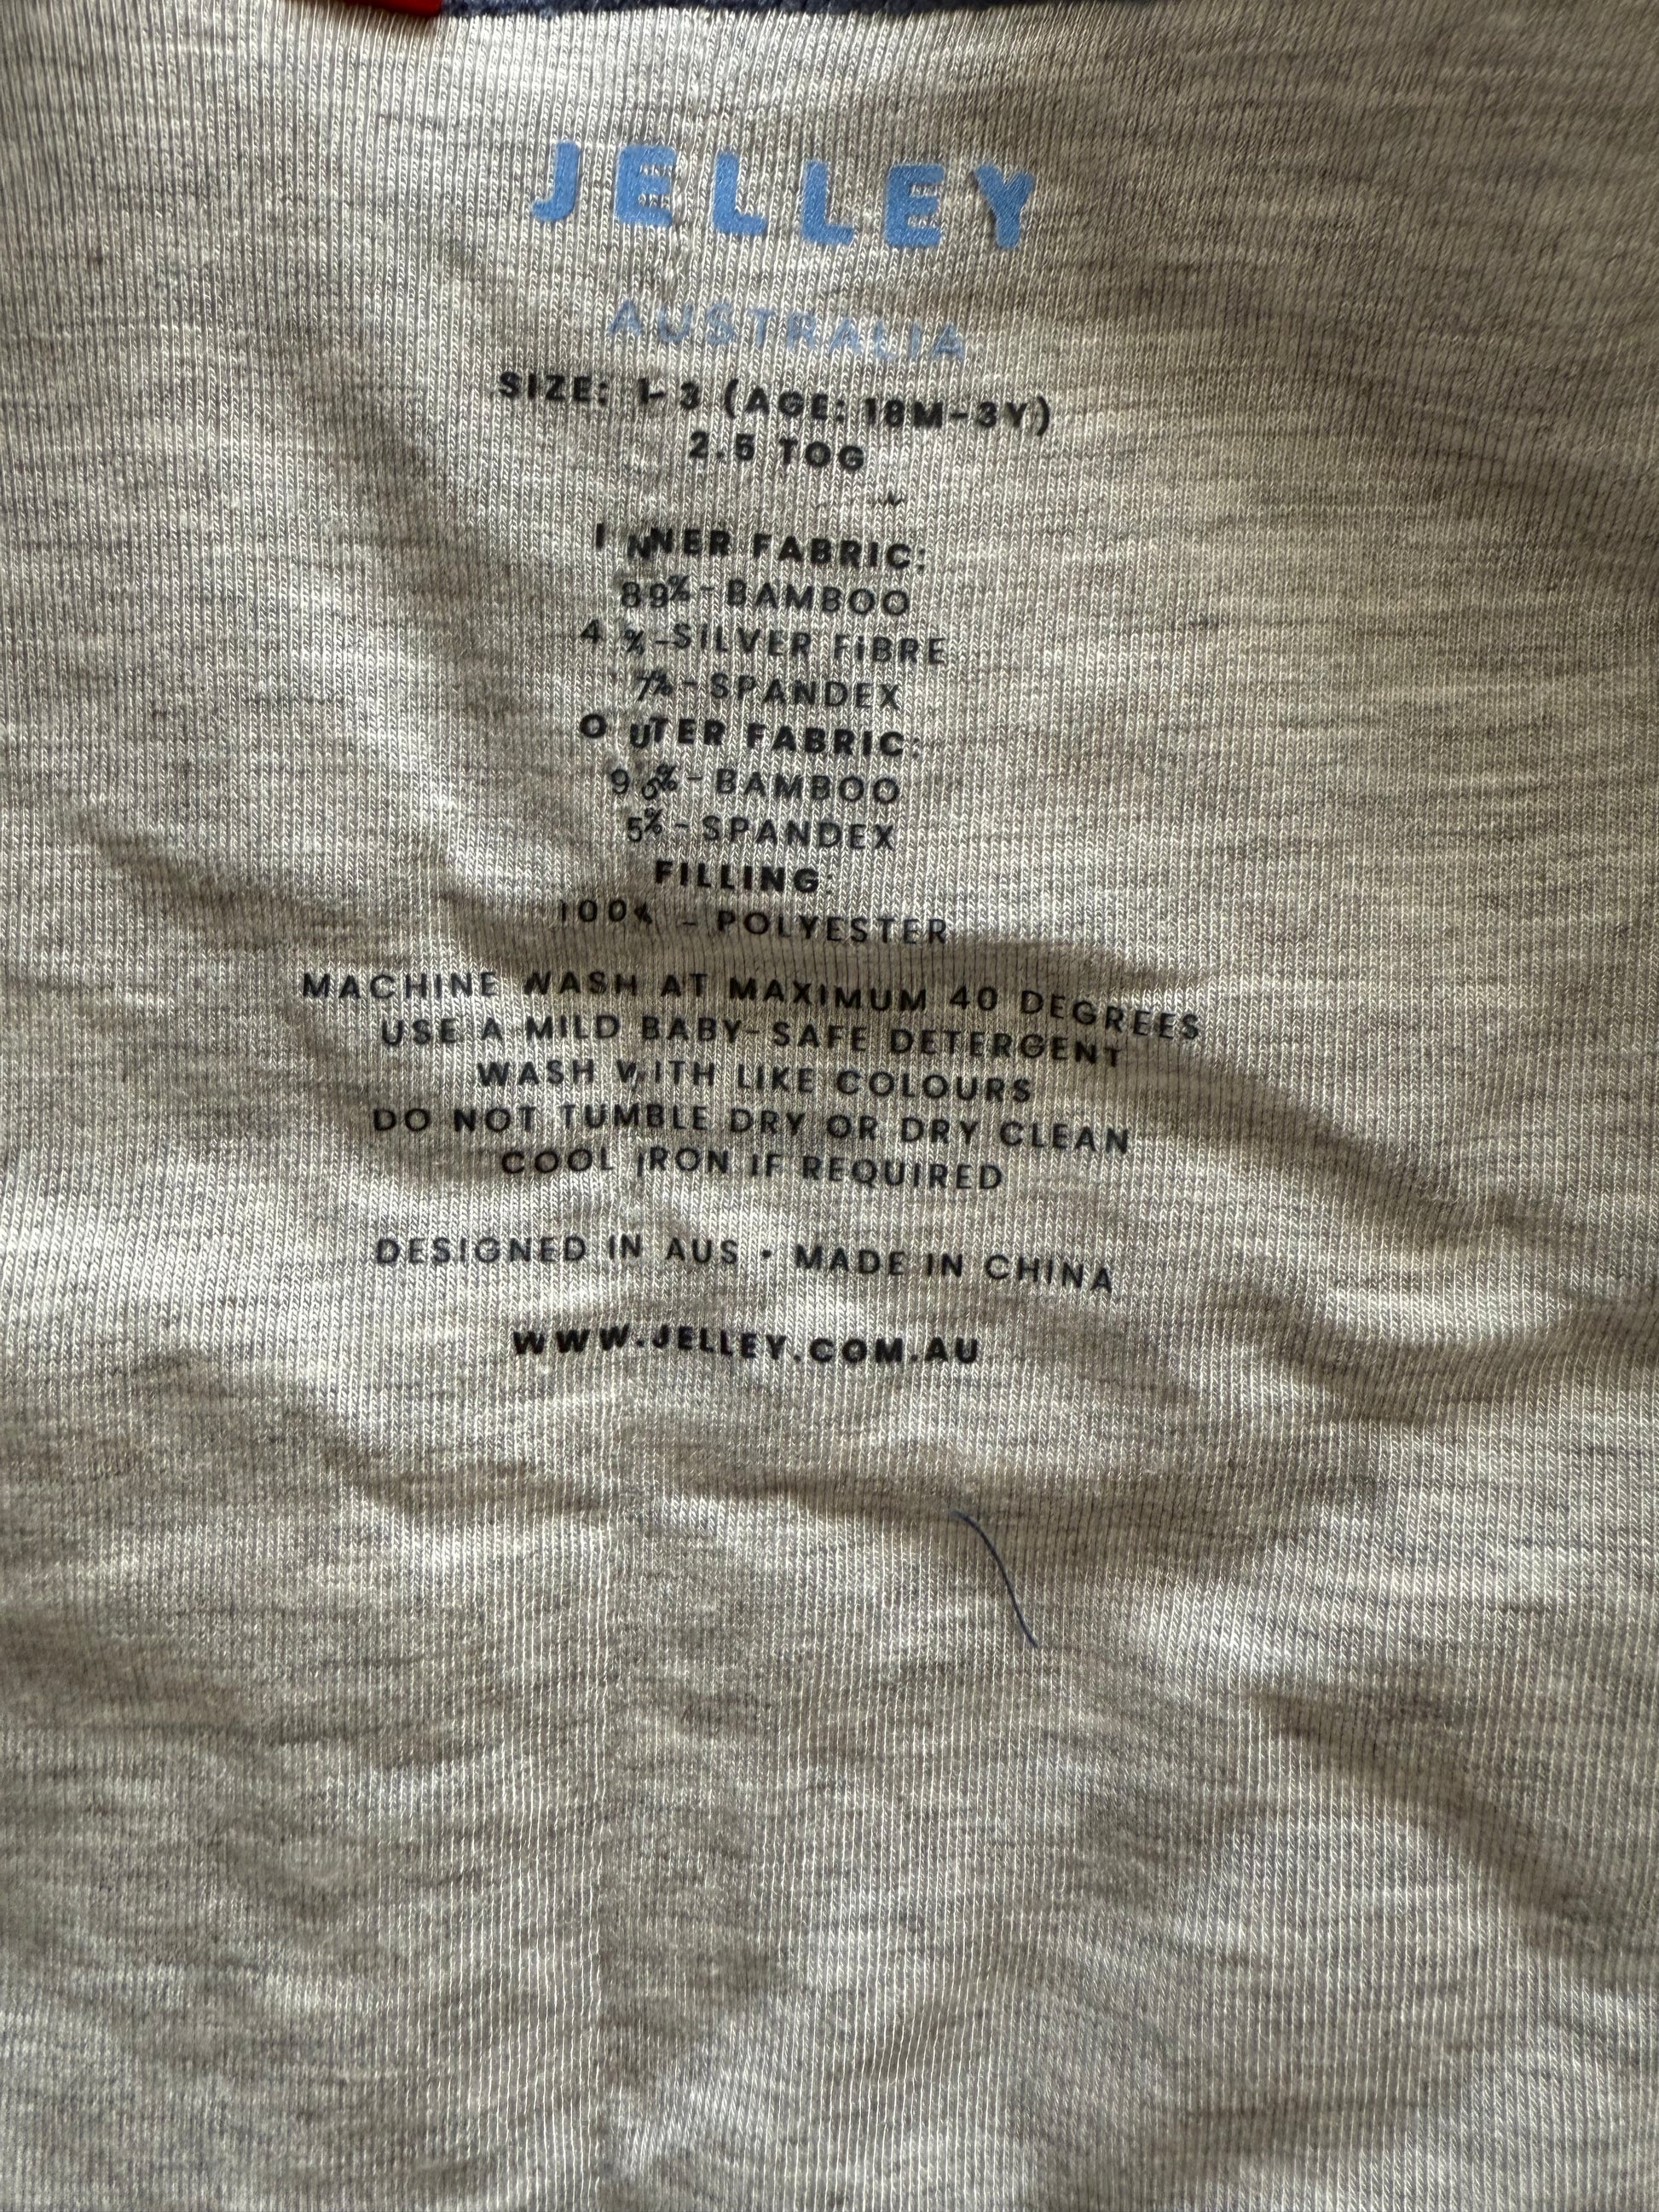 JELLEY
AUSTRALIA
SIZE: 1-3 (AGE: 18M-3Y)
2.5 TOG
INNER FABRIC:
89%-BAMBOO
4%-SILVER FIBRE
7%-SPANDEX
OUTER FABRIC:
95%-BAMBOO
5%-SPANDEX
FILLING:
100% - POLYESTER
MACHINE WASH AT MAXIMUM 40 DEGREES
USE A MILD BABY-SAFE DETERGENT
WASH WITH LIKE COLOURS
DO NOT TUMBLE DRY OR DRY CLEAN
COOL IRON IF REQUIRED
DESIGNED IN AUS • MADE IN CHINA
WWW.JELLEY.COM.AU